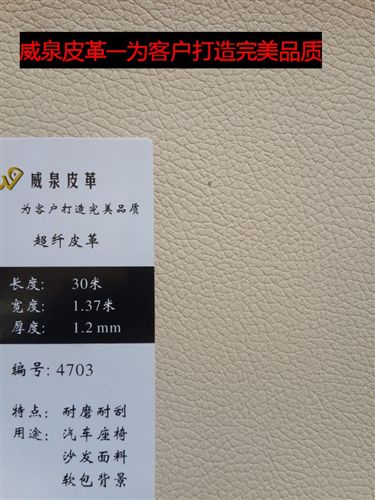 威泉皮革一为客户打造完美品质
威泉皮革
为客户打造完美品质
超纤皮革
长度: 30米
宽度: 1.37米
厚度: 1.2mm
编号: 4703
特点: 耐磨耐刮
用途: 汽车座椅
沙发面料
软包背景